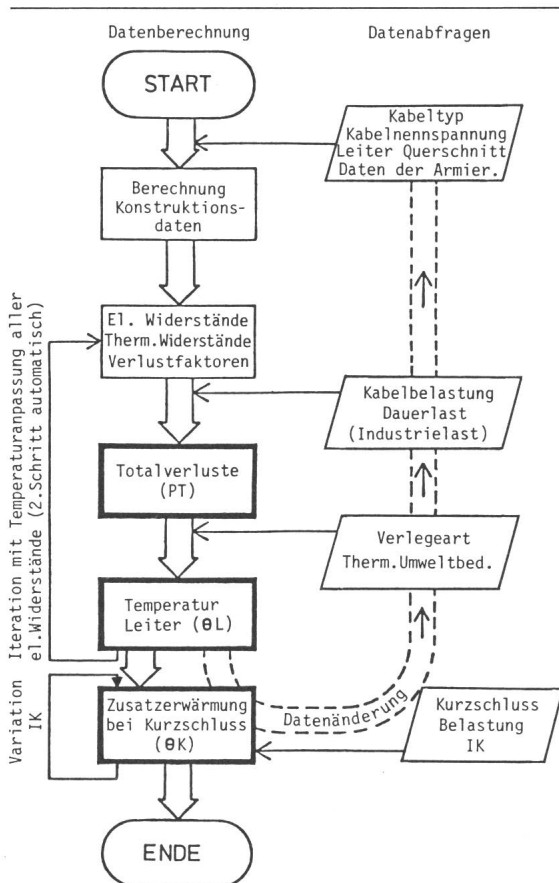 Datenberechnung
Datenabfragen
START
Kabeltyp
Kabelnennspannung
Leiter Querschnitt
Daten der Armier.
Berechnung
Konstruktions-
daten
El. Widerstände
Therm.Widerstände
Verlustfaktoren
Kabelbelastung
Dauerlast
(Industrielast)
Totalverluste
(PT)
Verlegeart
Therm.Umweltbed.
Temperatur
Leiter (θL)
Iteration mit Temperaturanpassung aller
el.Widerstände (2.Schritt automatisch)
Datenänderung
Zusatzerwärmung
bei Kurzschluss
(θK)
Kurzschluss
Belastung
IK
Variation
IK
ENDE